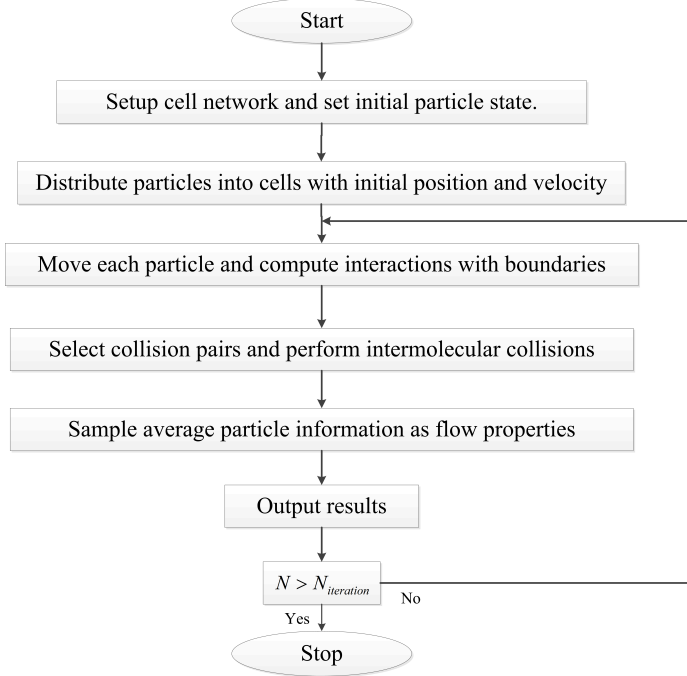 Start
Setup cell network and set initial particle state.
Distribute particles into cells with initial position and velocity
Move each particle and compute interactions with boundaries
Select collision pairs and perform intermolecular collisions
Sample average particle information as flow properties
Output results
N > N_iteration
No
Yes
Stop